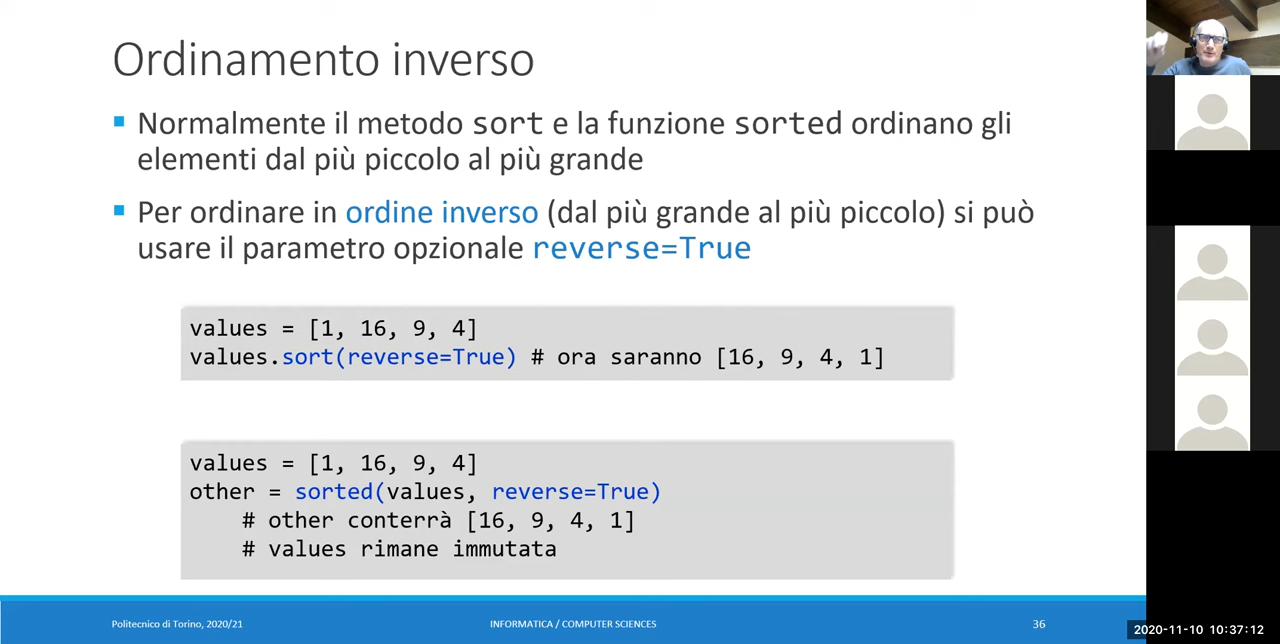 Ordinamento inverso
Normalmente il metodo sort e la funzione sorted ordinano gli
elementi dal più piccolo al più grande
Per ordinare in ordine inverso (dal più grande al più piccolo) si può
usare il parametro opzionale reverse=True
values = [1, 16, 9, 4]
values.sort(reverse=True) # ora saranno [16, 9, 4, 1]
values = [1, 16, 9, 4]
other = sorted(values, reverse=True)
# other conterrà [16, 9, 4, 1]
# values rimane immutata
Politecnico di Torino, 2020/21
INFORMATICA / COMPUTER SCIENCES
36
2020-11-10 10:37:12